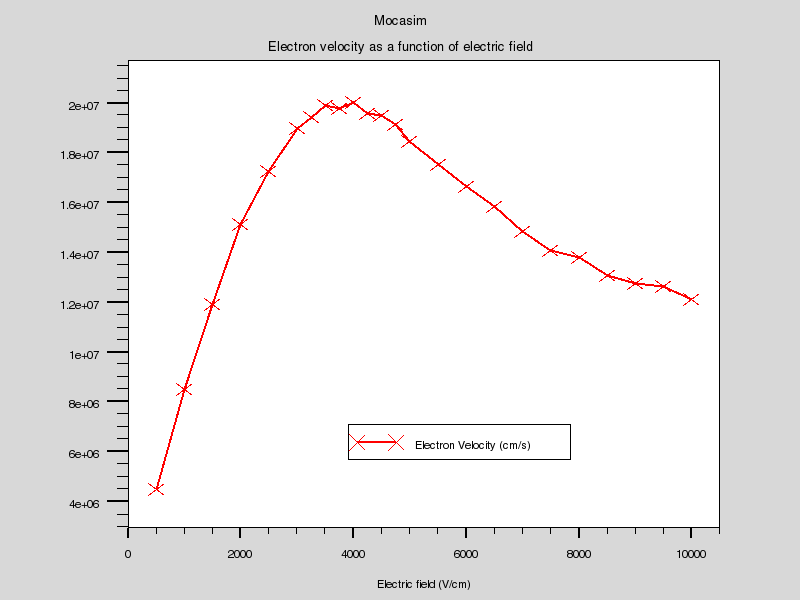 Mocasim
Electron velocity as a function of electric field
2e+07
1.8e+07
1.6e+07
1.4e+07
1.2e+07
1e+07
8e+06
6e+06
4e+06
Electron Velocity (cm/s)
0 2000 4000 6000 8000 10000
Electric field (V/cm)